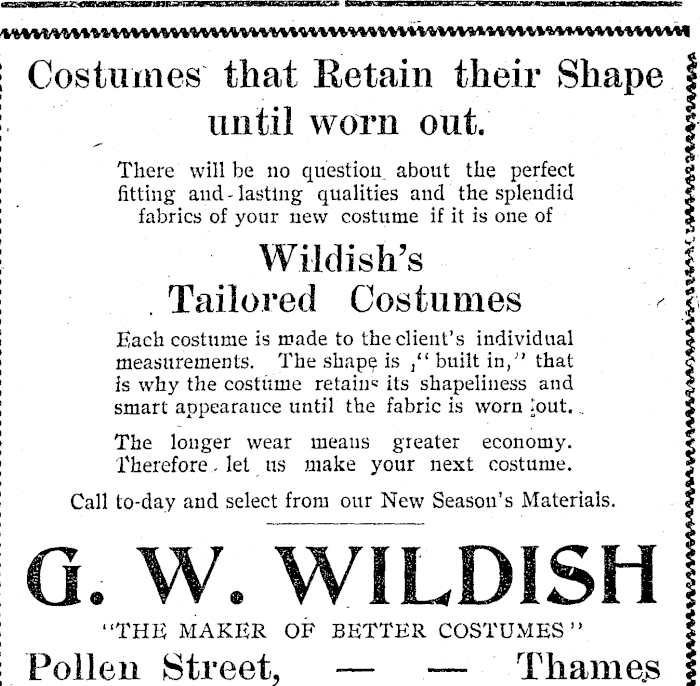 Costumes that Retain their Shape
until worn out.
There will be no question about the perfect
fitting and-lasting qualities and the splendid
fabrics of your new costume if it is one of
Wildish's
Tailored Costumes
Each costume is made to the client's individual
measurements. The shape is "built in," that
is why the costume retains its shapeliness and
smart appearance until the fabric is worn out.
The longer wear means greater economy.
Therefore let us make your next costume.
Call to-day and select from our New Season's Materials.
G. W. WILDISH
"THE MAKER OF BETTER COSTUMES"
Pollen Street, — — Thames